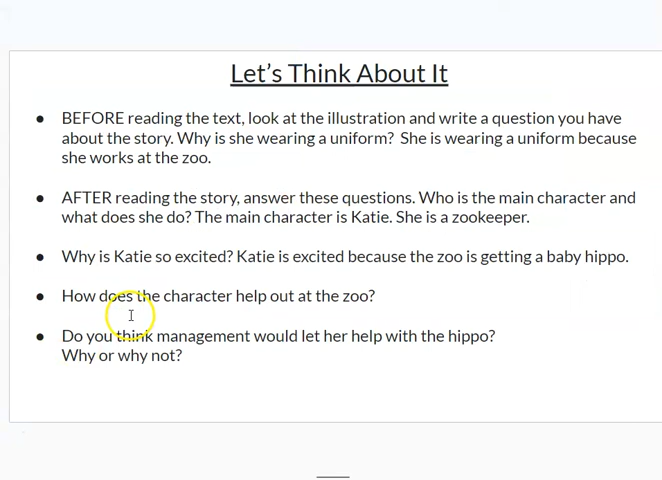 Let's Think About It
● BEFORE reading the text, look at the illustration and write a question you have
about the story. Why is she wearing a uniform?  She is wearing a uniform because
she works at the zoo.
● AFTER reading the story, answer these questions. Who is the main character and
what does she do? The main character is Katie. She is a zookeeper.
● Why is Katie so excited? Katie is excited because the zoo is getting a baby hippo.
● How does the character help out at the zoo?
● Do you think management would let her help with the hippo?
Why or why not?